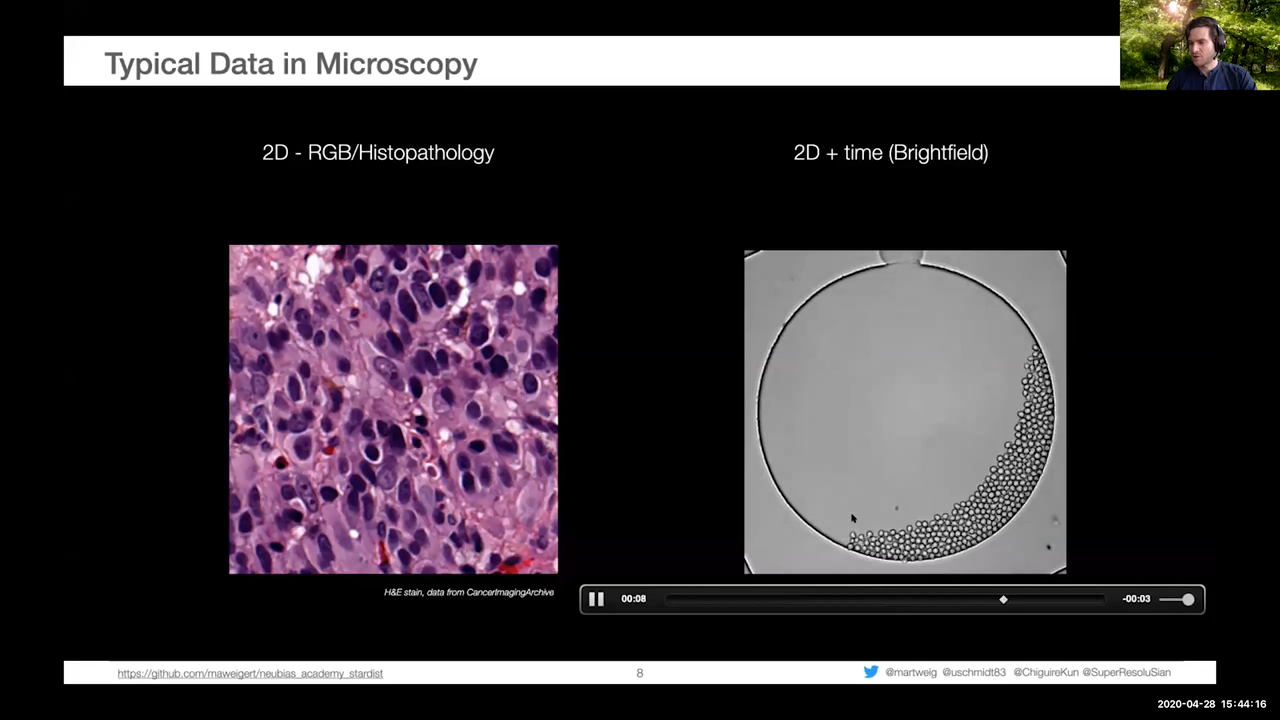 Typical Data in Microscopy
2D - RGB/Histopathology
2D + time (Brightfield)
H&E stain, data from CancerImagingArchive
00:08
-00:03
https://github.com/maweigert/neubias_academy_stardist
8
@martweig @uschmidt83 @ChiguireKun @SuperResoluSian
2020-04-28 15:44:16